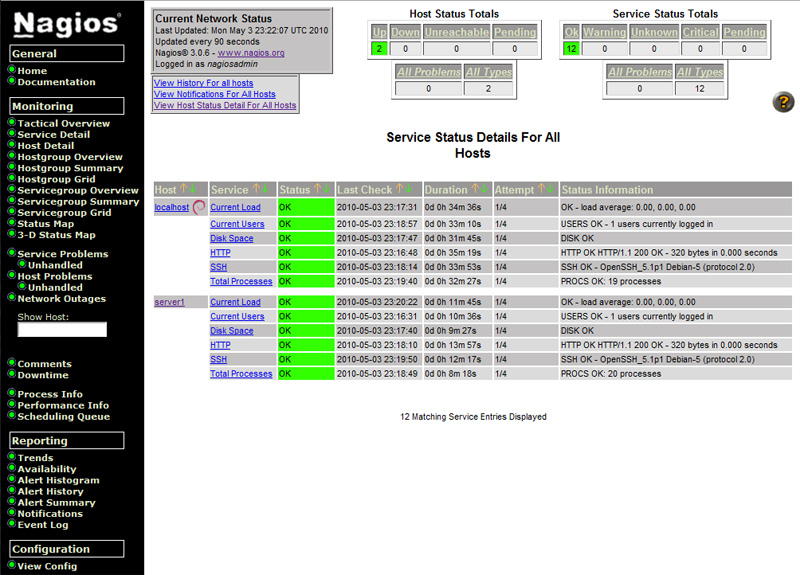 Nagios®
General
Home
Documentation
Monitoring
Tactical Overview
Service Detail
Host Detail
Hostgroup Overview
Hostgroup Summary
Hostgroup Grid
Servicegroup Overview
Servicegroup Summary
Servicegroup Grid
Status Map
3-D Status Map
Service Problems
Unhandled
Host Problems
Unhandled
Network Outages
Show Host:
Comments
Downtime
Process Info
Performance Info
Scheduling Queue
Reporting
Trends
Availability
Alert Histogram
Alert History
Alert Summary
Notifications
Event Log
Configuration
View Config
Current Network Status
Last Updated: Mon May 3 23:22:07 UTC 2010
Updated every 90 seconds
Nagios® 3.0.6 - www.nagios.org
Logged in as nagiosadmin
View History For all hosts
View Notifications For All Hosts
View Host Status Detail For All Hosts
Host Status Totals
Up Down Unreachable Pending
2 0 0 0
All Problems All Types
0 2
Service Status Totals
Ok Warning Unknown Critical Pending
12 0 0 0 0
All Problems All Types
0 12
?
Service Status Details For All
Hosts
Host Service Status Last Check Duration Attempt Status Information
localhost Current Load OK 2010-05-03 23:17:31 0d 0h 34m 36s 1/4 OK - load average: 0.00, 0.00, 0.00
Current Users OK 2010-05-03 23:18:57 0d 0h 33m 10s 1/4 USERS OK - 1 users currently logged in
Disk Space OK 2010-05-03 23:17:47 0d 0h 31m 45s 1/4 DISK OK
HTTP OK 2010-05-03 23:16:48 0d 0h 35m 19s 1/4 HTTP OK HTTP/1.1 200 OK - 320 bytes in 0.000 seconds
SSH OK 2010-05-03 23:18:14 0d 0h 33m 53s 1/4 SSH OK - OpenSSH_5.1p1 Debian-5 (protocol 2.0)
Total Processes OK 2010-05-03 23:19:40 0d 0h 32m 27s 1/4 PROCS OK: 19 processes
server1 Current Load OK 2010-05-03 23:20:22 0d 0h 11m 45s 1/4 OK - load average: 0.00, 0.00, 0.00
Current Users OK 2010-05-03 23:16:31 0d 0h 10m 36s 1/4 USERS OK - 1 users currently logged in
Disk Space OK 2010-05-03 23:17:40 0d 0h 9m 27s 1/4 DISK OK
HTTP OK 2010-05-03 23:18:10 0d 0h 13m 57s 1/4 HTTP OK HTTP/1.1 200 OK - 320 bytes in 0.000 seconds
SSH OK 2010-05-03 23:19:50 0d 0h 12m 17s 1/4 SSH OK - OpenSSH_5.1p1 Debian-5 (protocol 2.0)
Total Processes OK 2010-05-03 23:18:49 0d 0h 8m 18s 1/4 PROCS OK: 20 processes
12 Matching Service Entries Displayed